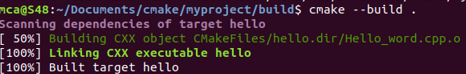 mca@S48:~/Documents/cmake/myproject/build$ cmake --build .
Scanning dependencies of target hello
[ 50%] Building CXX object CMakeFiles/hello.dir/Hello_word.cpp.o
[100%] Linking CXX executable hello
[100%] Built target hello